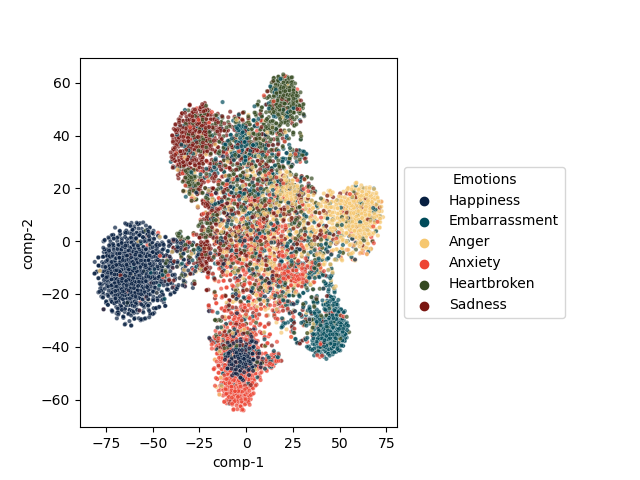 60
40
20
0
−20
−40
−60
comp-2
−75
−50
−25
0
25
50
75
comp-1
Emotions
Happiness
Embarrassment
Anger
Anxiety
Heartbroken
Sadness